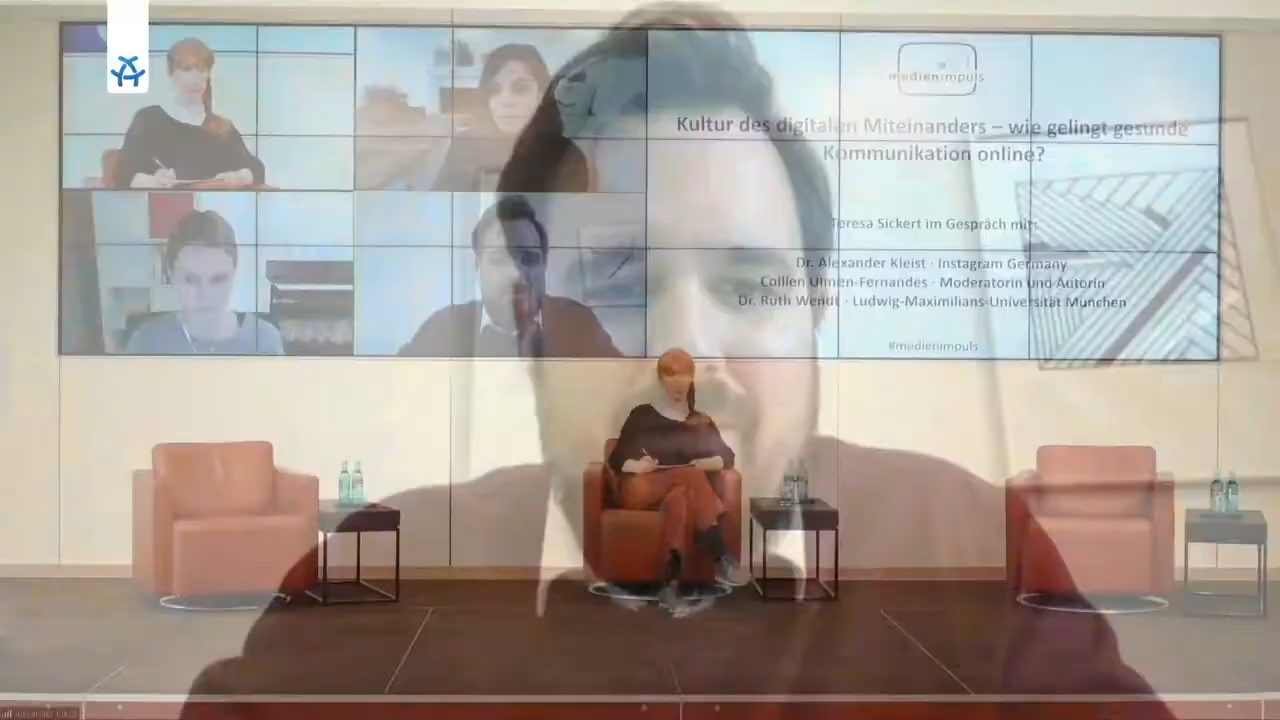 medienimpuls
Kultur des digitalen Miteinanders – wie gelingt gesunde
Kommunikation online?
Teresa Sickert im Gespräch mit:
Dr. Alexander Kleist · Instagram Germany
Collien Ulmen-Fernandes · Moderatorin und Autorin
Dr. Ruth Wendt · Ludwig-Maximilians-Universität München
#medienimpuls